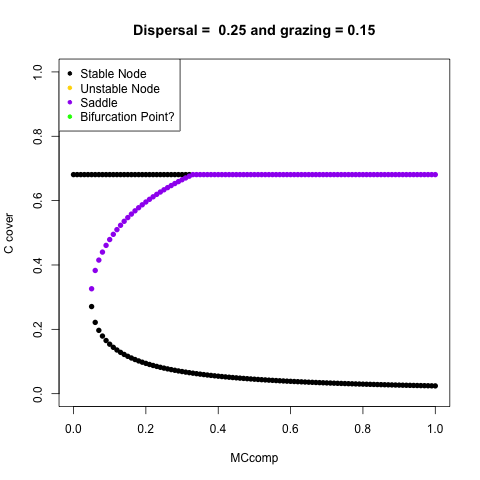 Dispersal =  0.25 and grazing = 0.15
Stable Node
Unstable Node
Saddle
Bifurcation Point?
C cover
1.0
0.8
0.6
0.4
0.2
0.0
0.0 0.2 0.4 0.6 0.8 1.0
MCcomp